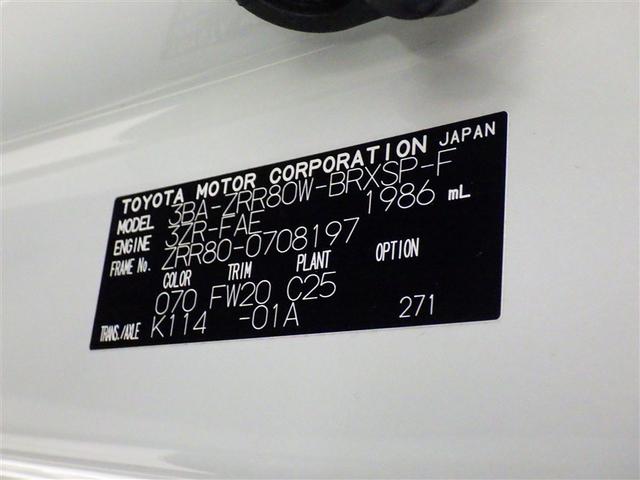 TOYOTA MOTOR CORPORATION JAPAN
MODEL 3BA-ZRR80W-BRXSP-F
ENGINE 3ZR-FAE 1986 mL
FRAME No. ZRR80-0708197
COLOR TRIM PLANT OPTION
070 FW20 C25
TRANS./AXLE K114 -01A 271